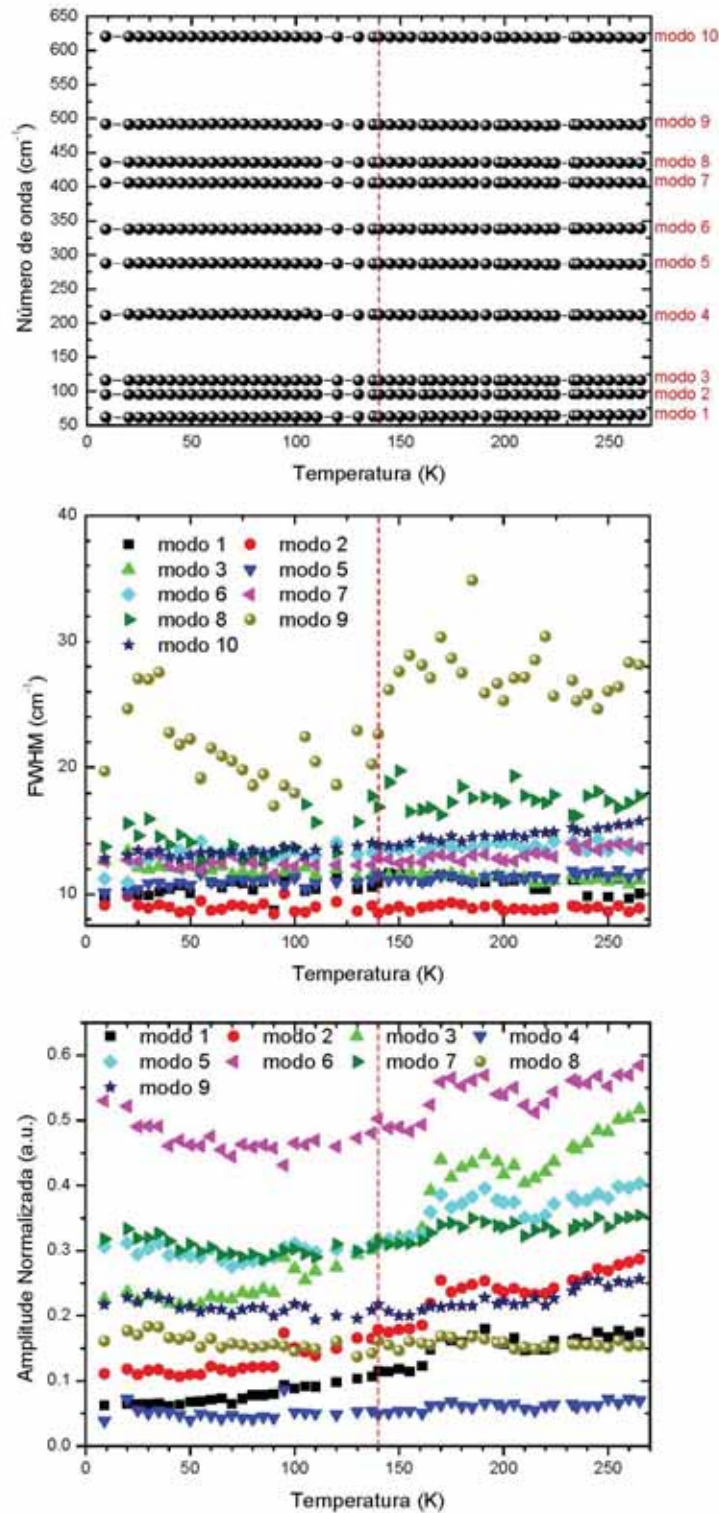 650
600
550
500
450
400
350
300
250
200
150
100
50
Número de onda (cm⁻¹)
modo 10
modo 9
modo 8
modo 7
modo 6
modo 5
modo 4
modo 3
modo 2
modo 1
0 50 100 150 200 250
Temperatura (K)
40
30
20
10
FWHM (cm⁻¹)
modo 1 modo 2
modo 3 modo 5
modo 6 modo 7
modo 8 modo 9
modo 10
0 50 100 150 200 250
Temperatura (K)
0.6
0.5
0.4
0.3
0.2
0.1
0.0
Amplitude Normalizada (a.u.)
modo 1 modo 2 modo 3 modo 4
modo 5 modo 6 modo 7 modo 8
modo 9
0 50 100 150 200 250
Temperatura (K)